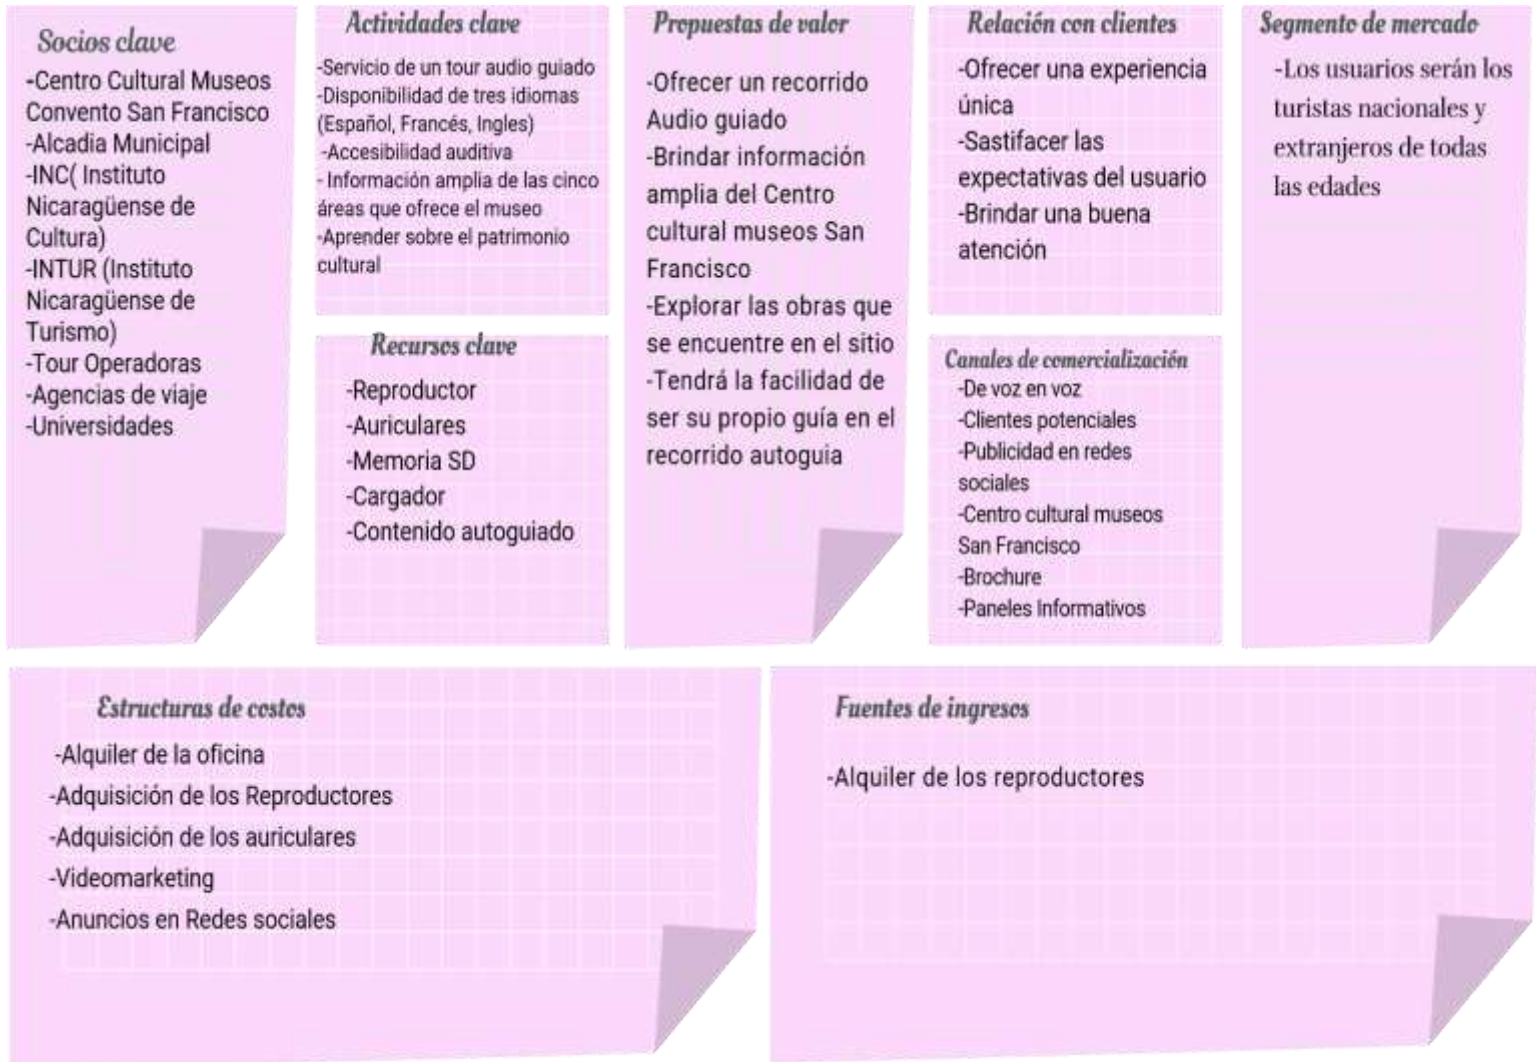 Socios clave
-Centro Cultural Museos
Convento San Francisco
-Alcadia Municipal
-INC( Instituto
Nicaragüense de
Cultura)
-INTUR (Instituto
Nicaragüense de
Turismo)
-Tour Operadoras
-Agencias de viaje
-Universidades
Actividades clave
-Servicio de un tour audio guiado
-Disponibilidad de tres idiomas
(Español, Francés, Ingles)
-Accesibilidad auditiva
- Información amplia de las cinco
áreas que ofrece el museo
-Aprender sobre el patrimonio
cultural
Recursos clave
-Reproductor
-Auriculares
-Memoria SD
-Cargador
-Contenido autoguiado
Propuestas de valor
-Ofrecer un recorrido
Audio guiado
-Brindar información
amplia del Centro
cultural museos San
Francisco
-Explorar las obras que
se encuentre en el sitio
-Tendrá la facilidad de
ser su propio guía en el
recorrido autoguia
Relación con clientes
-Ofrecer una experiencia
única
-Sastifacer las
expectativas del usuario
-Brindar una buena
atención
Canales de comercialización
-De voz en voz
-Clientes potenciales
-Publicidad en redes
sociales
-Centro cultural museos
San Francisco
-Brochure
-Paneles Informativos
Segmento de mercado
-Los usuarios serán los
turistas nacionales y
extranjeros de todas
las edades
Estructuras de costos
-Alquiler de la oficina
-Adquisición de los Reproductores
-Adquisición de los auriculares
-Videomarketing
-Anuncios en Redes sociales
Fuentes de ingresos
-Alquiler de los reproductores